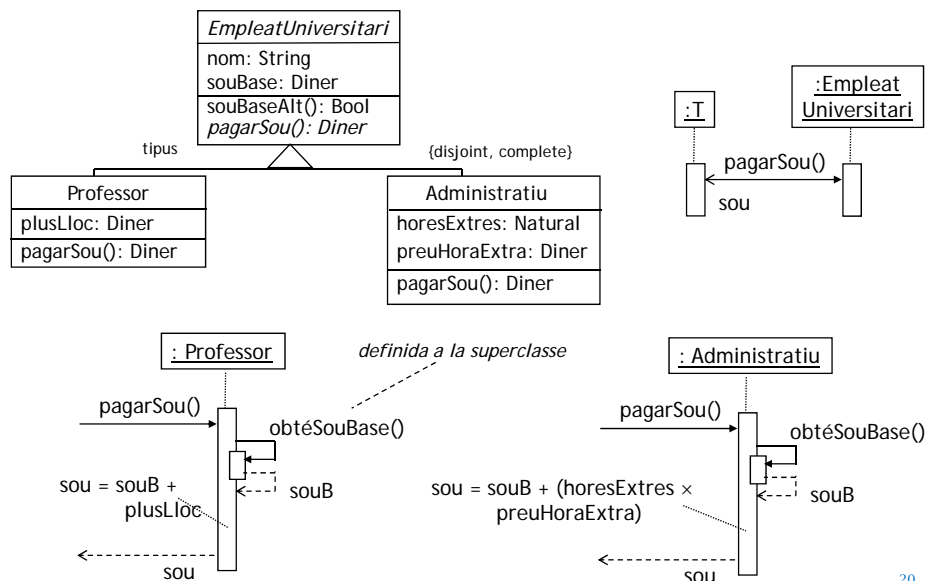 EmpleatUniversitari
nom: String
souBase: Diner
souBaseAlt(): Bool
pagarSou(): Diner
tipus
{disjoint, complete}
Professor
plusLloc: Diner
pagarSou(): Diner
Administratiu
horesExtres: Natural
preuHoraExtra: Diner
pagarSou(): Diner
:T
:Empleat
Universitari
pagarSou()
sou
: Professor
definida a la superclasse
pagarSou()
obtéSouBase()
souB
sou = souB +
plusLloc
sou
: Administratiu
pagarSou()
obtéSouBase()
souB
sou = souB + (horesExtres ×
preuHoraExtra)
sou
20